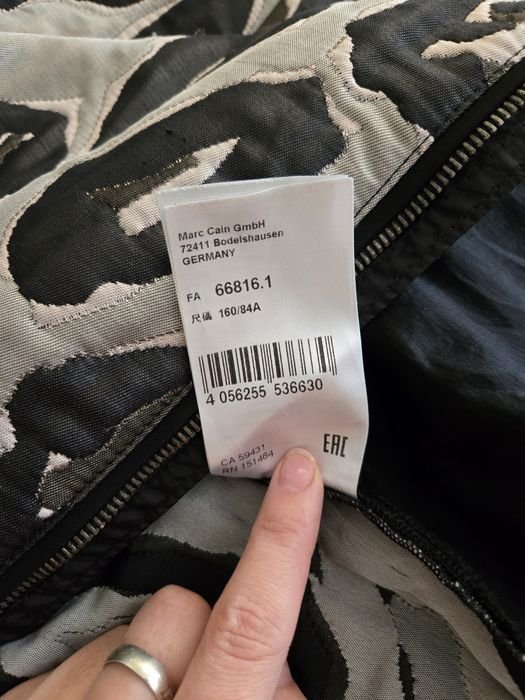 Marc Cain GmbH
72411 Bodelshausen
GERMANY
FA 66816.1
尺碼 160/84A
4 056255 536630
CA 59431
RN 151464
EAC